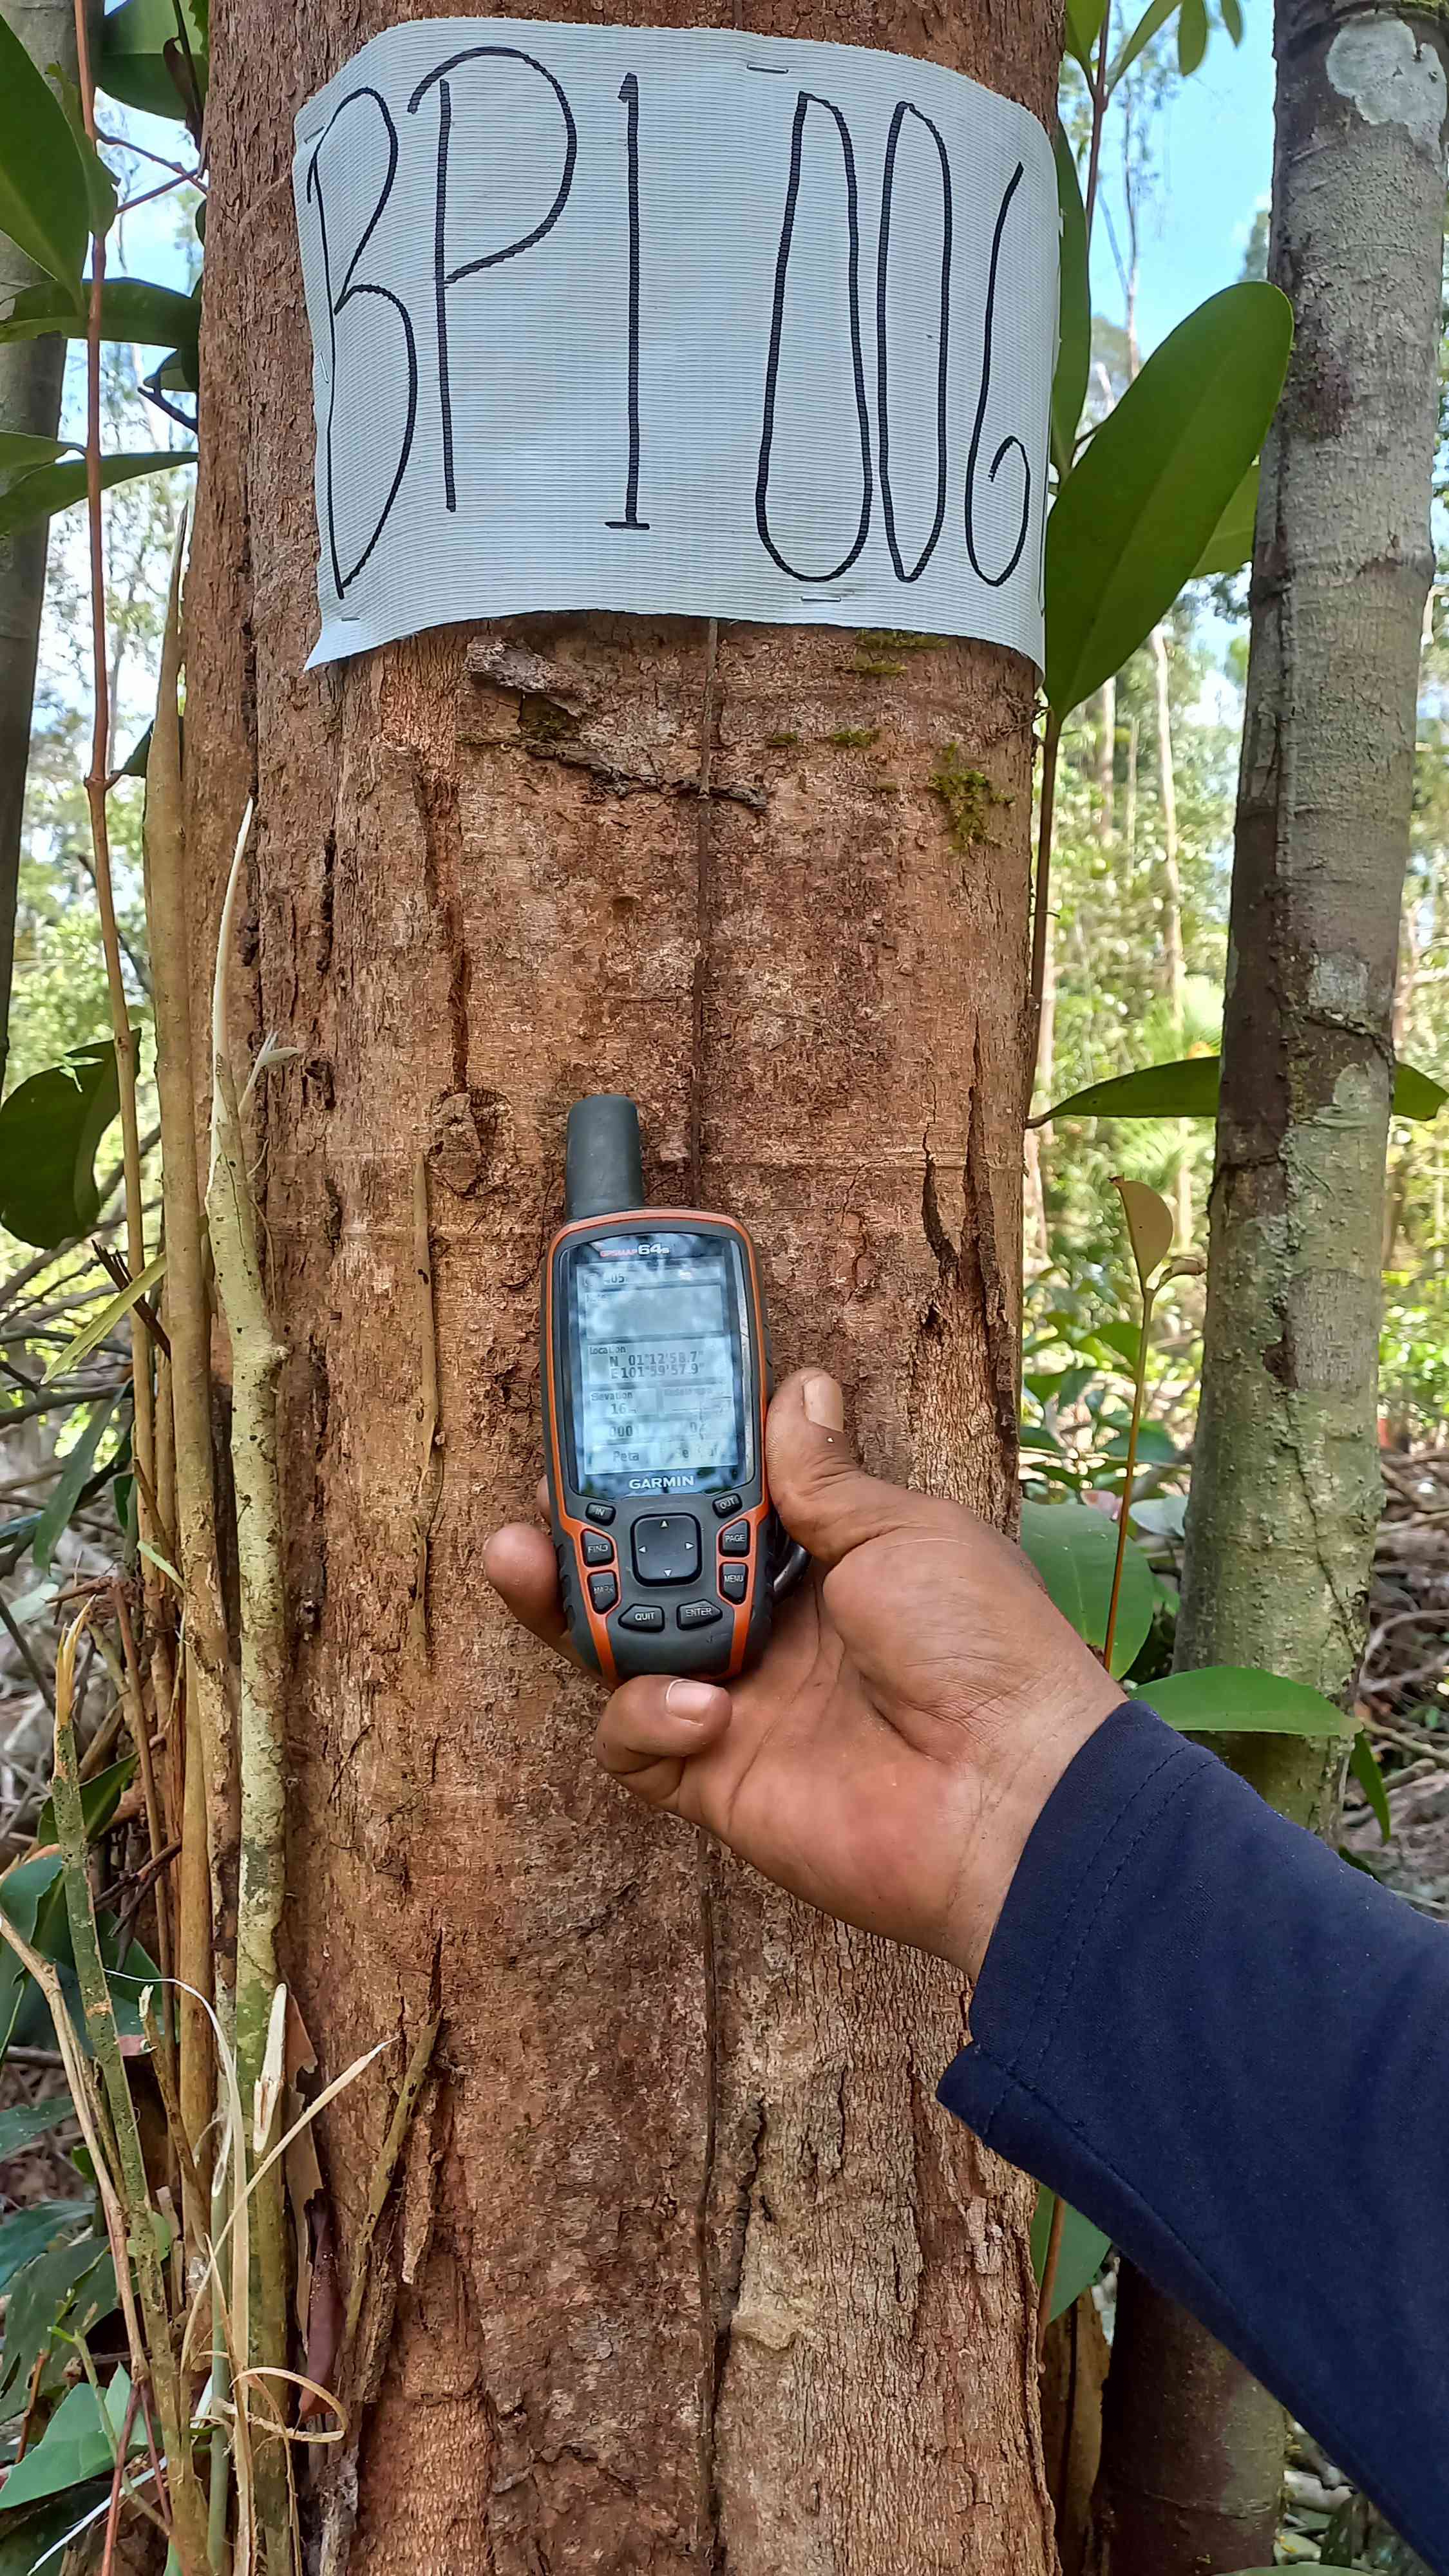 BP1 006
GPSMAP 64s
Location
N 01°12'58.7"
E101°59'57.9"
Elevation
16
000
Peta
GARMIN
IN OUT
FIND PAGE
MARK MENU
QUIT ENTER